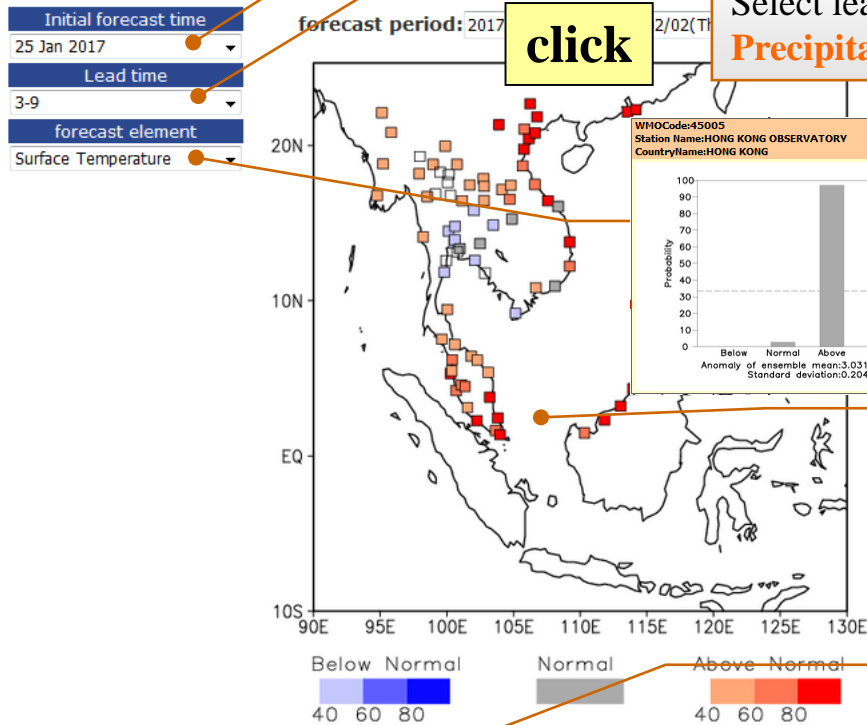 Initial forecast time
25 Jan 2017
Lead time
3-9
forecast element
Surface Temperature
forecast period: 2017
2/02(Th
click
Select lea
Precipita
WMOCode:45005
Station Name:HONG KONG OBSERVATORY
CountryName:HONG KONG
Probability
100
90
80
70
60
50
40
30
20
10
0
Below Normal Above
Anomaly of ensemble mean:3.031
Standard deviation:0.204
20N
10N
EQ
10S
90E 95E 100E 105E 110E 115E 120E 125E 130E
Below Normal
40 60 80
Normal
Above Normal
40 60 80